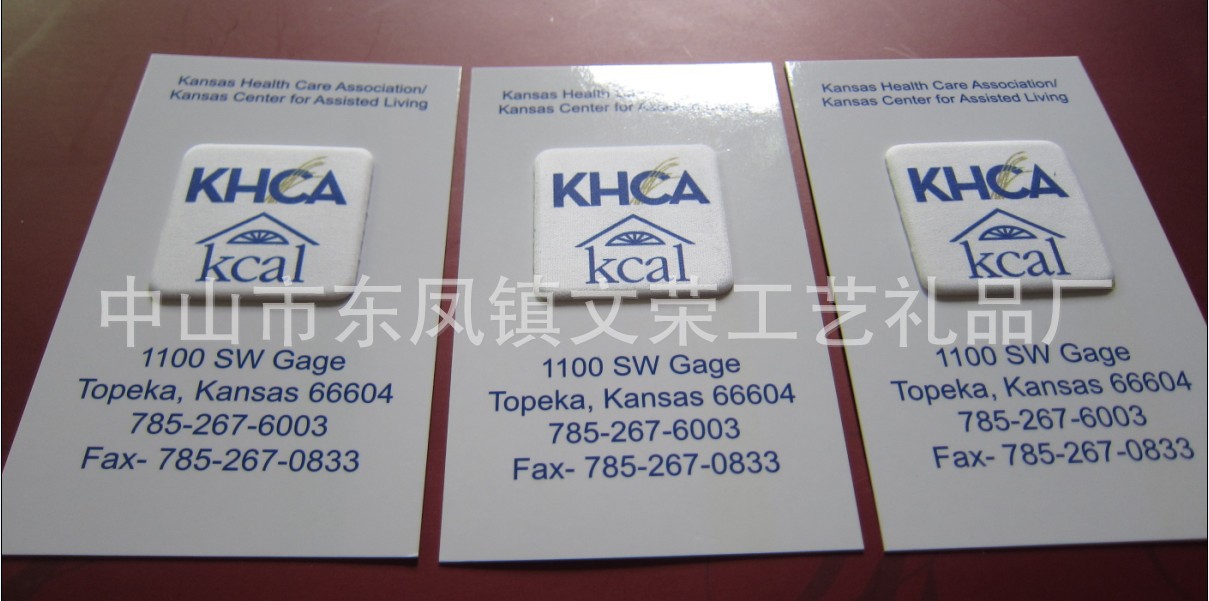 Kansas Health Care Association/
Kansas Center for Assisted Living
KHCA
kcal
1100 SW Gage
Topeka, Kansas 66604
785-267-6003
Fax- 785-267-0833
Kansas Health
Kansas Center for Assisted Living
KHCA
kcal
1100 SW Gage
Topeka, Kansas 66604
785-267-6003
Fax- 785-267-0833
Kansas Health Care Association/
Kansas Center for Assisted Living
KHCA
kcal
1100 SW Gage
Topeka, Kansas 66604
785-267-6003
Fax- 785-267-0833
中山市东凤镇文荣工艺礼品厂